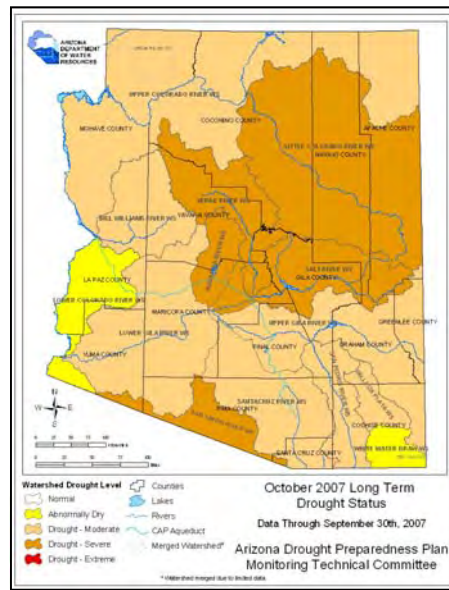 ARIZONA
DEPARTMENT
OF WATER
RESOURCES
UPPER COLORADO RIVER WS
COCONINO COUNTY
MOHAVE COUNTY
APACHE COUNTY
LITTLE COLORADO RIVER WS
NAVAJO COUNTY
VERDE RIVER WS
YAVAPAI COUNTY
BILL WILLIAMS RIVER WS
LA PAZ COUNTY
LOWER COLORADO RIVER WS
SALT RIVER WS
GILA COUNTY
MARICOPA COUNTY
LOWER GILA RIVER WS
UPPER GILA RIVER WS
GREENLEE COUNTY
YUMA COUNTY
PINAL COUNTY
GRAHAM COUNTY
SANTA CRUZ RIVER WS
PIMA COUNTY
COCHISE COUNTY
SANTA CRUZ COUNTY
WHITE WATER DRAW WS
N
W E
S
Watershed Drought Level
Normal
Abnormally Dry
Drought - Moderate
Drought - Severe
Drought - Extreme
Counties
Lakes
Rivers
CAP Aqueduct
Merged Watershed*
October 2007 Long Term
Drought Status
Data Through September 30th, 2007
Arizona Drought Preparedness Plan
Monitoring Technical Committee
* Watershed merged due to limited data.